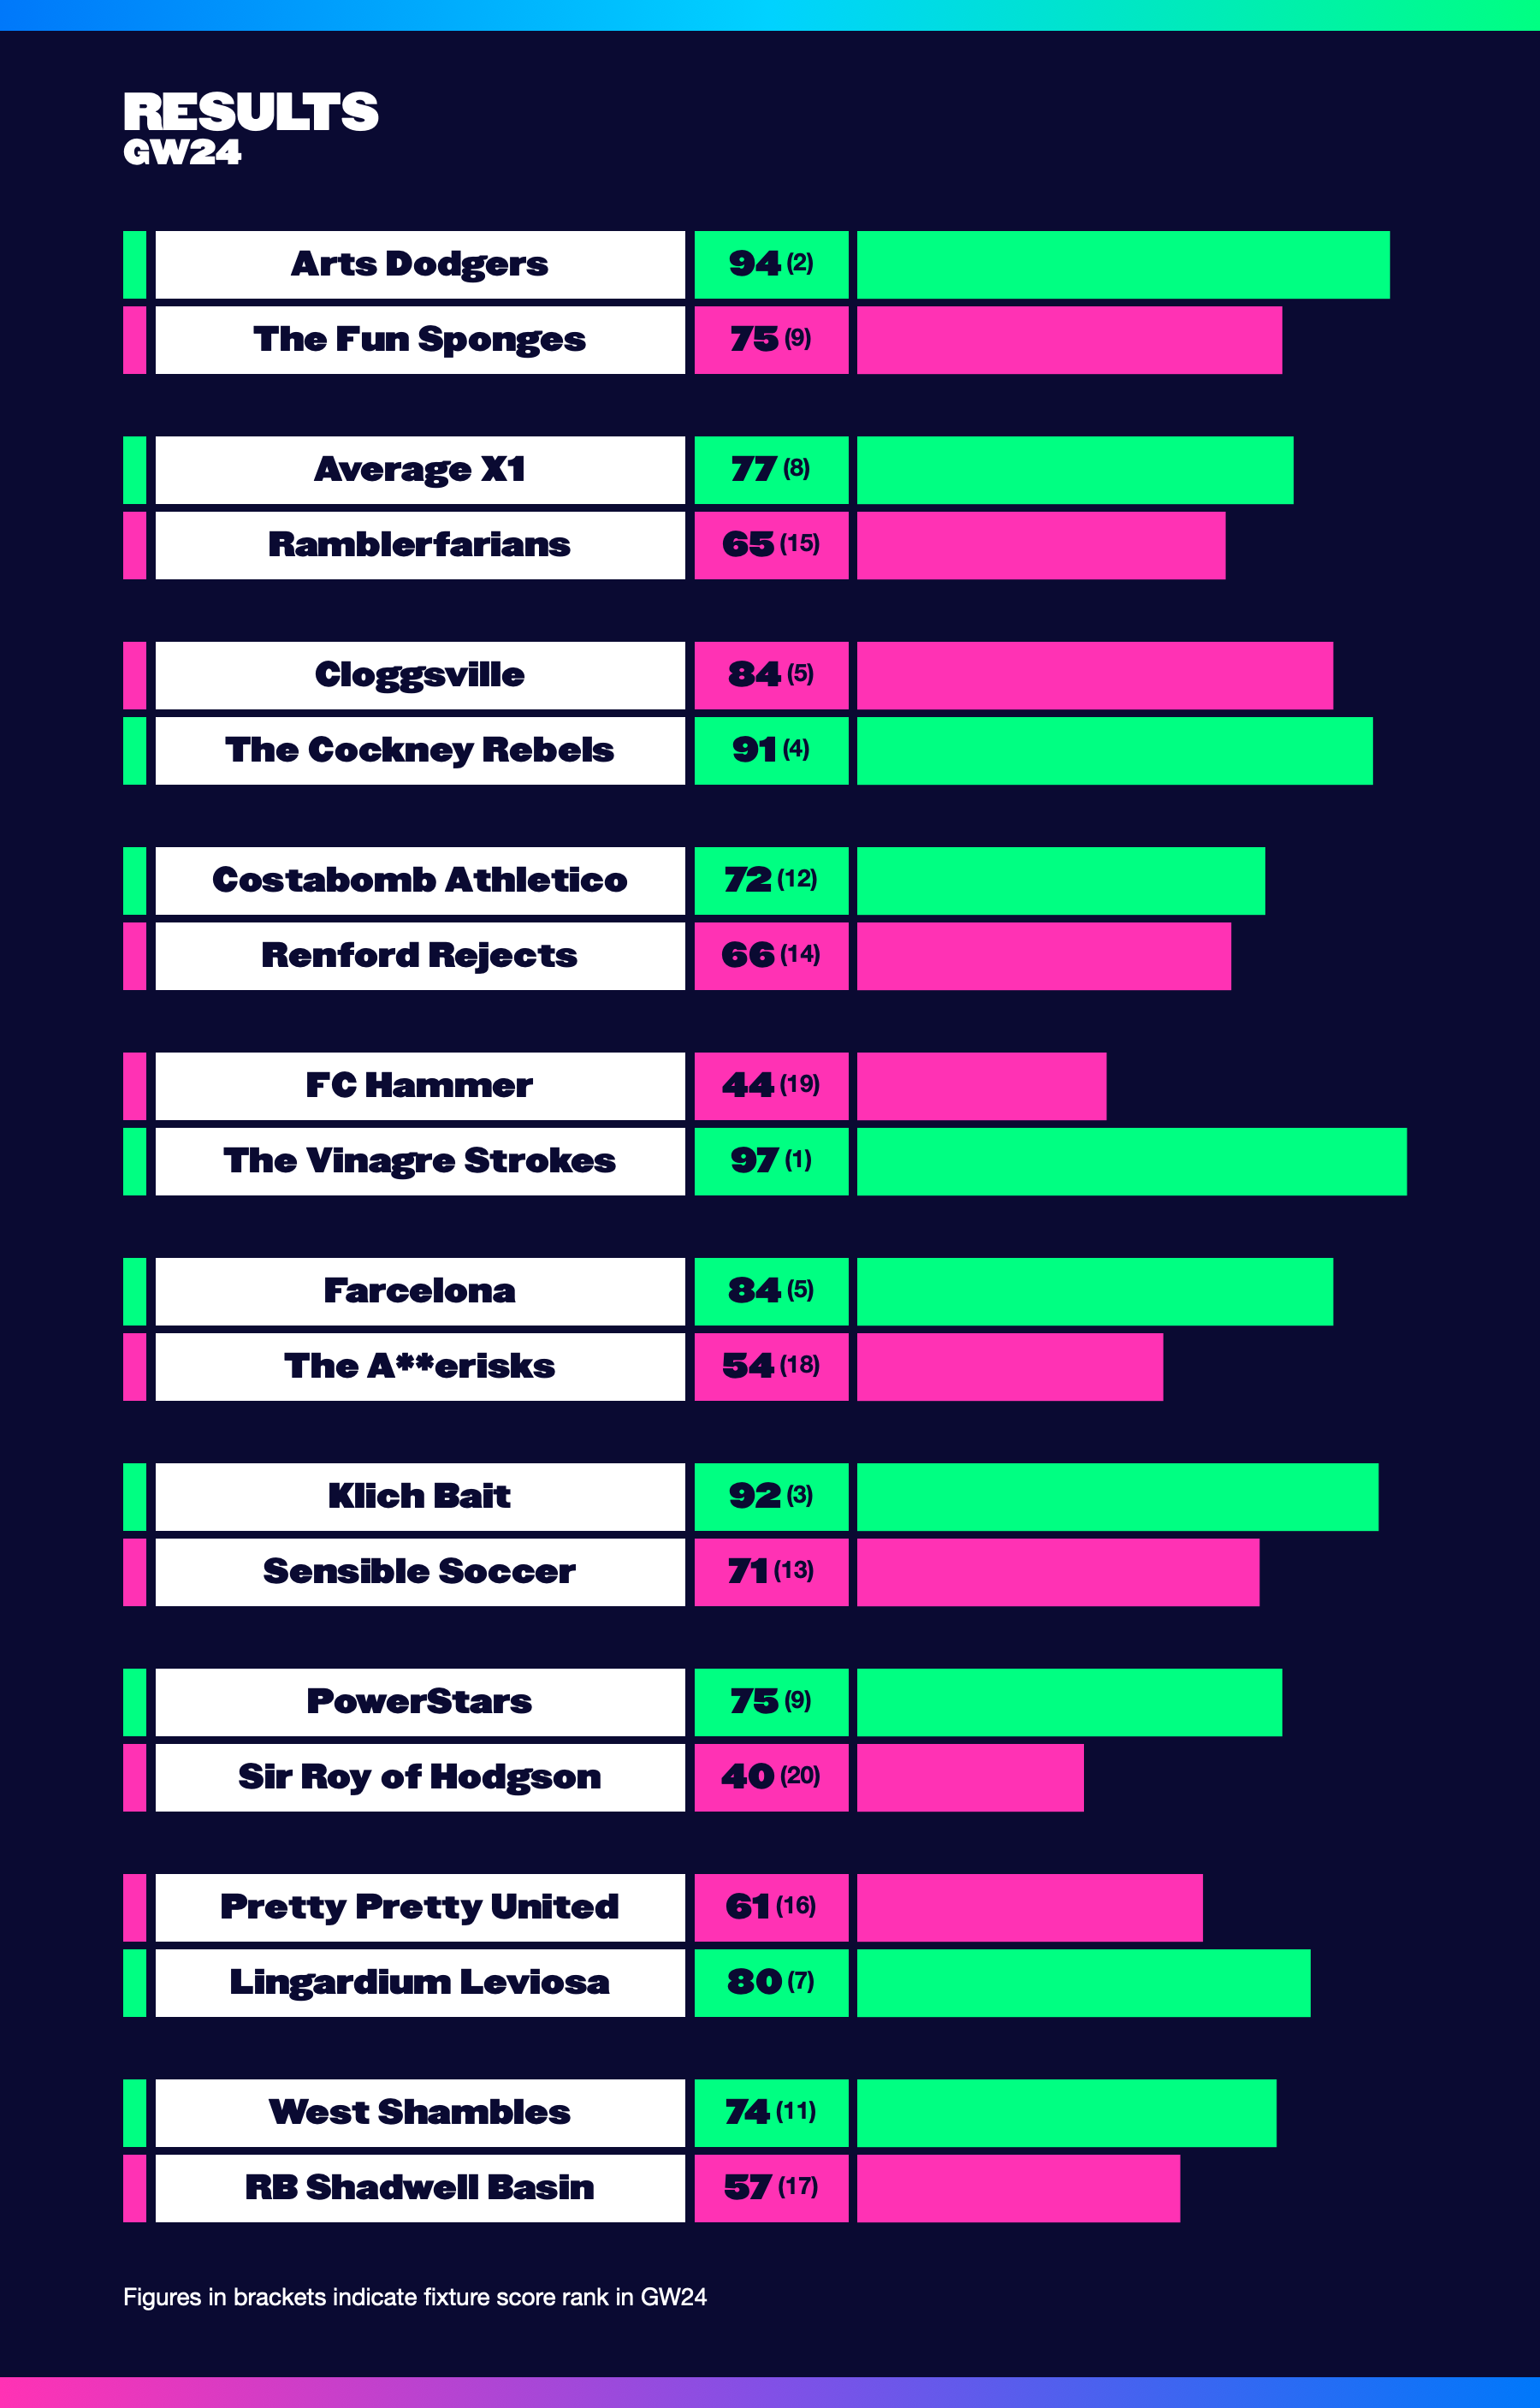 RESULTS
GW24
Arts Dodgers 94 (2)
The Fun Sponges 75 (9)
Average X1 77 (8)
Ramblerfarians 65 (15)
Cloggsville 84 (5)
The Cockney Rebels 91 (4)
Costabomb Athletico 72 (12)
Renford Rejects 66 (14)
FC Hammer 44 (19)
The Vinagre Strokes 97 (1)
Farcelona 84 (5)
The A**erisks 54 (18)
Klich Bait 92 (3)
Sensible Soccer 71 (13)
PowerStars 75 (9)
Sir Roy of Hodgson 40 (20)
Pretty Pretty United 61 (16)
Lingardium Leviosa 80 (7)
West Shambles 74 (11)
RB Shadwell Basin 57 (17)
Figures in brackets indicate fixture score rank in GW24